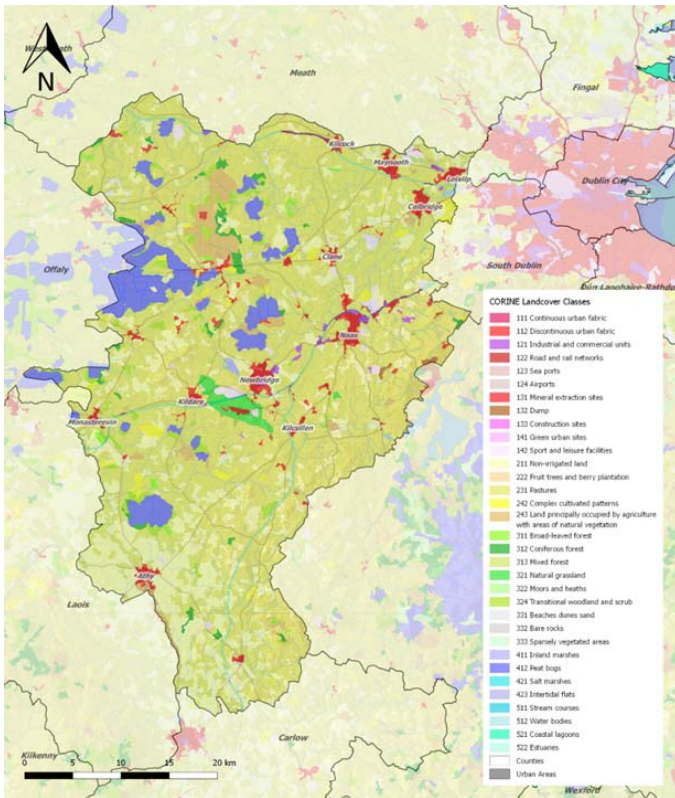 Westmeath
N
Meath
Fingal
Kilcock
Maynooth
Leixlip
Celbridge
Dublin City
Offaly
Clane
South Dublin
Dún Laoghaire-Rathdo
Naas
Newbridge
Kildare
Monasterevin
Kilcullen
Athy
Laois
Carlow
Kilkenny
Wexford
0 5 10 15 20 km
CORINE Landcover Classes
111 Continuous urban fabric
112 Discontinuous urban fabric
121 Industrial and commercial units
122 Road and rail networks
123 Sea ports
124 Airports
131 Mineral extraction sites
132 Dump
133 Construction sites
141 Green urban sites
142 Sport and leisure facilities
211 Non-irrigated land
222 Fruit trees and berry plantation
231 Pastures
242 Complex cultivated patterns
243 Land principally occupied by agriculture
with areas of natural vegetation
311 Broad-leaved forest
312 Coniferous forest
313 Mixed forest
321 Natural grassland
322 Moors and heaths
324 Transitional woodland and scrub
331 Beaches dunes sand
332 Bare rocks
333 Sparsely vegetated areas
411 Inland marshes
412 Peat bogs
421 Salt marshes
423 Intertidal flats
511 Stream courses
512 Water bodies
521 Coastal lagoons
522 Estuaries
Counties
Urban Areas